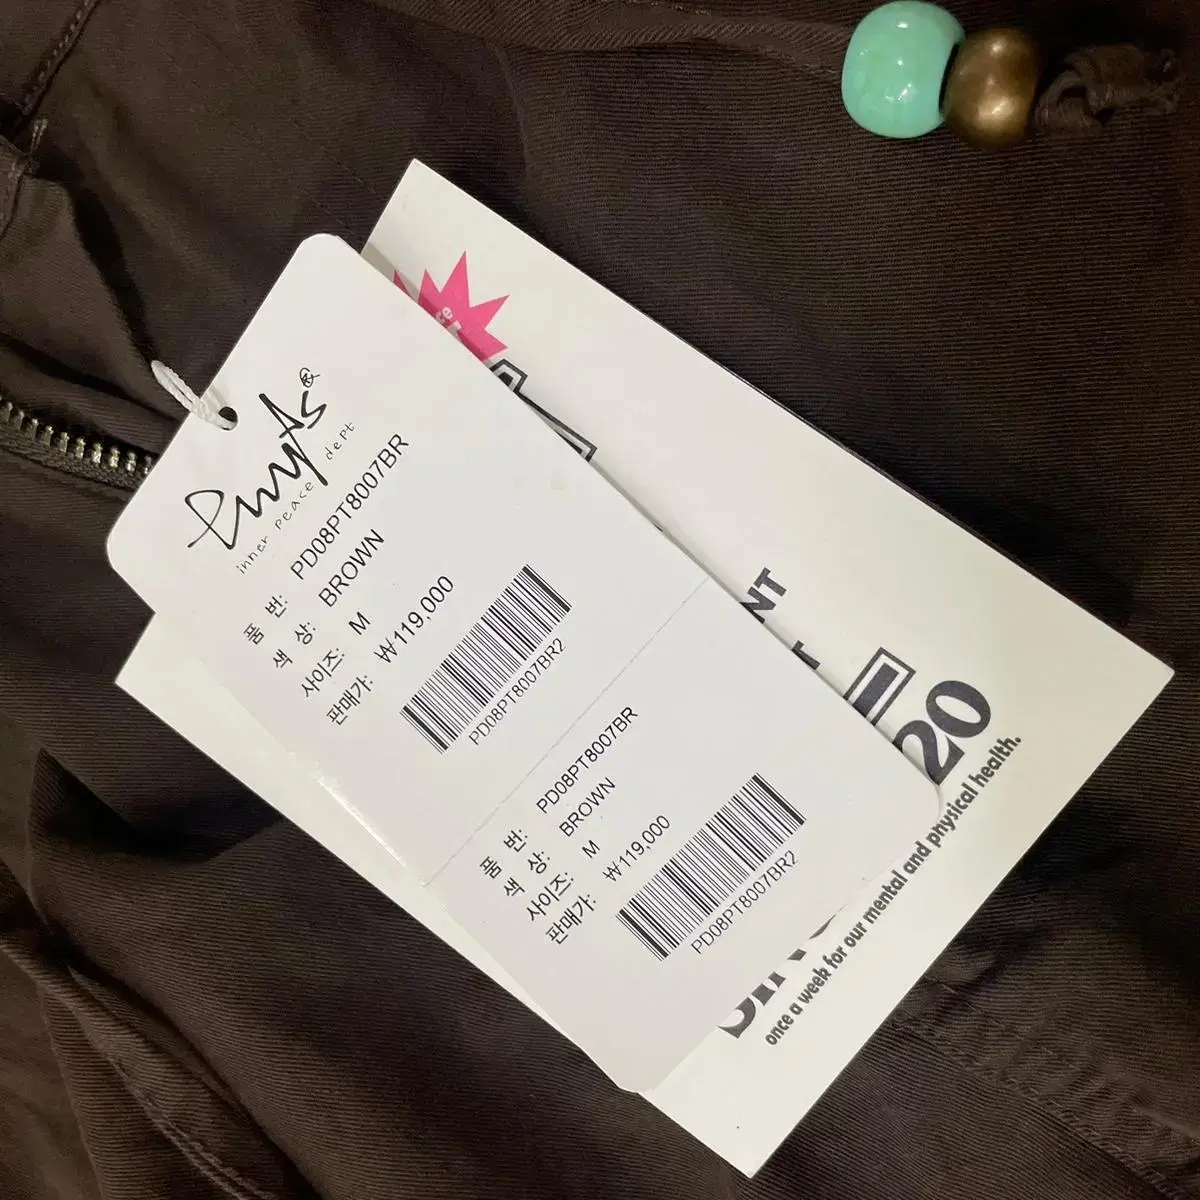 PMYAS®
inner peace dept
품 번: PD08PT8007BR
색 상: BROWN
사이즈: M
판매가: ₩119,000
PD08PT8007BR2
품 번: PD08PT8007BR
색 상: BROWN
사이즈: M
판매가: ₩119,000
PD08PT8007BR2
20
once a week for our mental and physical health.